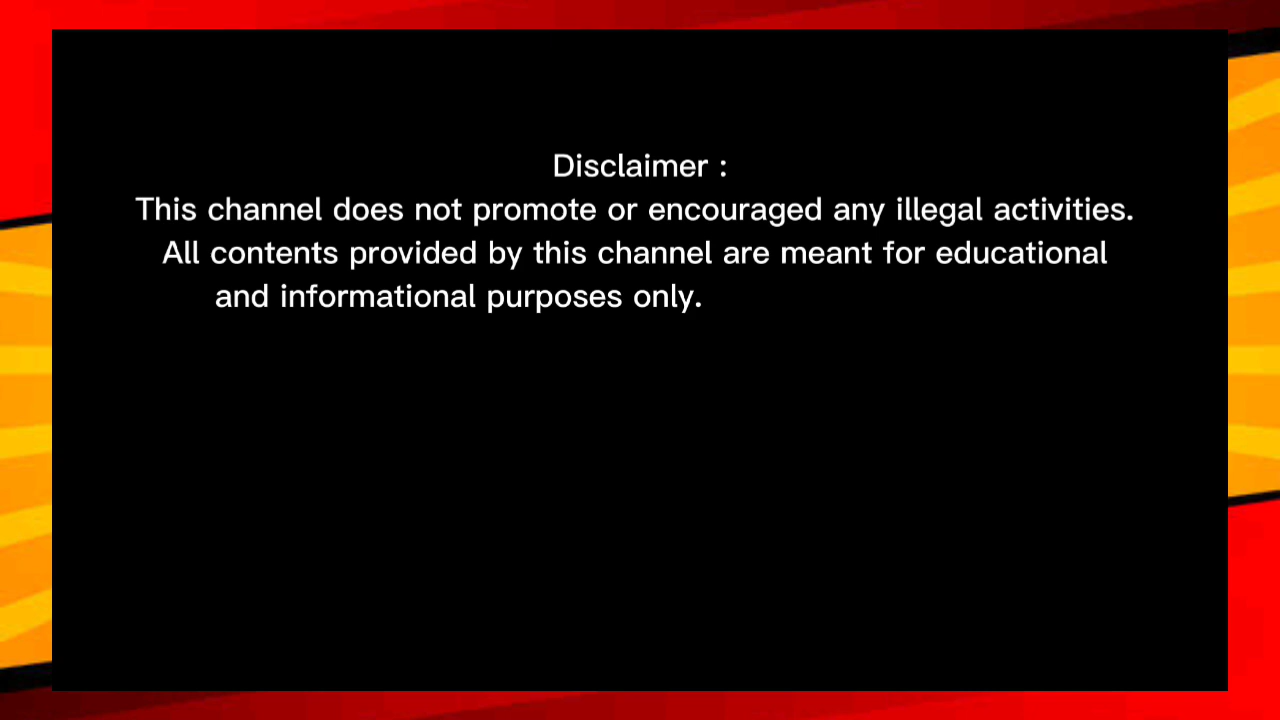 Disclaimer :
This channel does not promote or encouraged any illegal activities.
All contents provided by this channel are meant for educational
and informational purposes only.